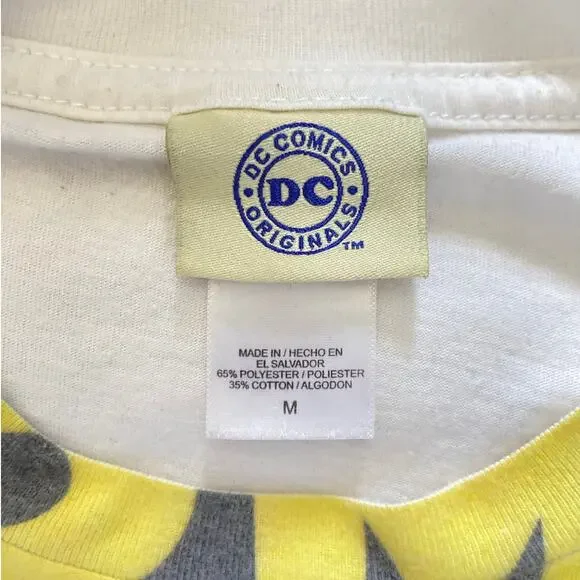 DC COMICS
DC
ORIGINALS
TM
MADE IN / HECHO EN
EL SALVADOR
65% POLYESTER / POLIESTER
35% COTTON / ALGODON
M